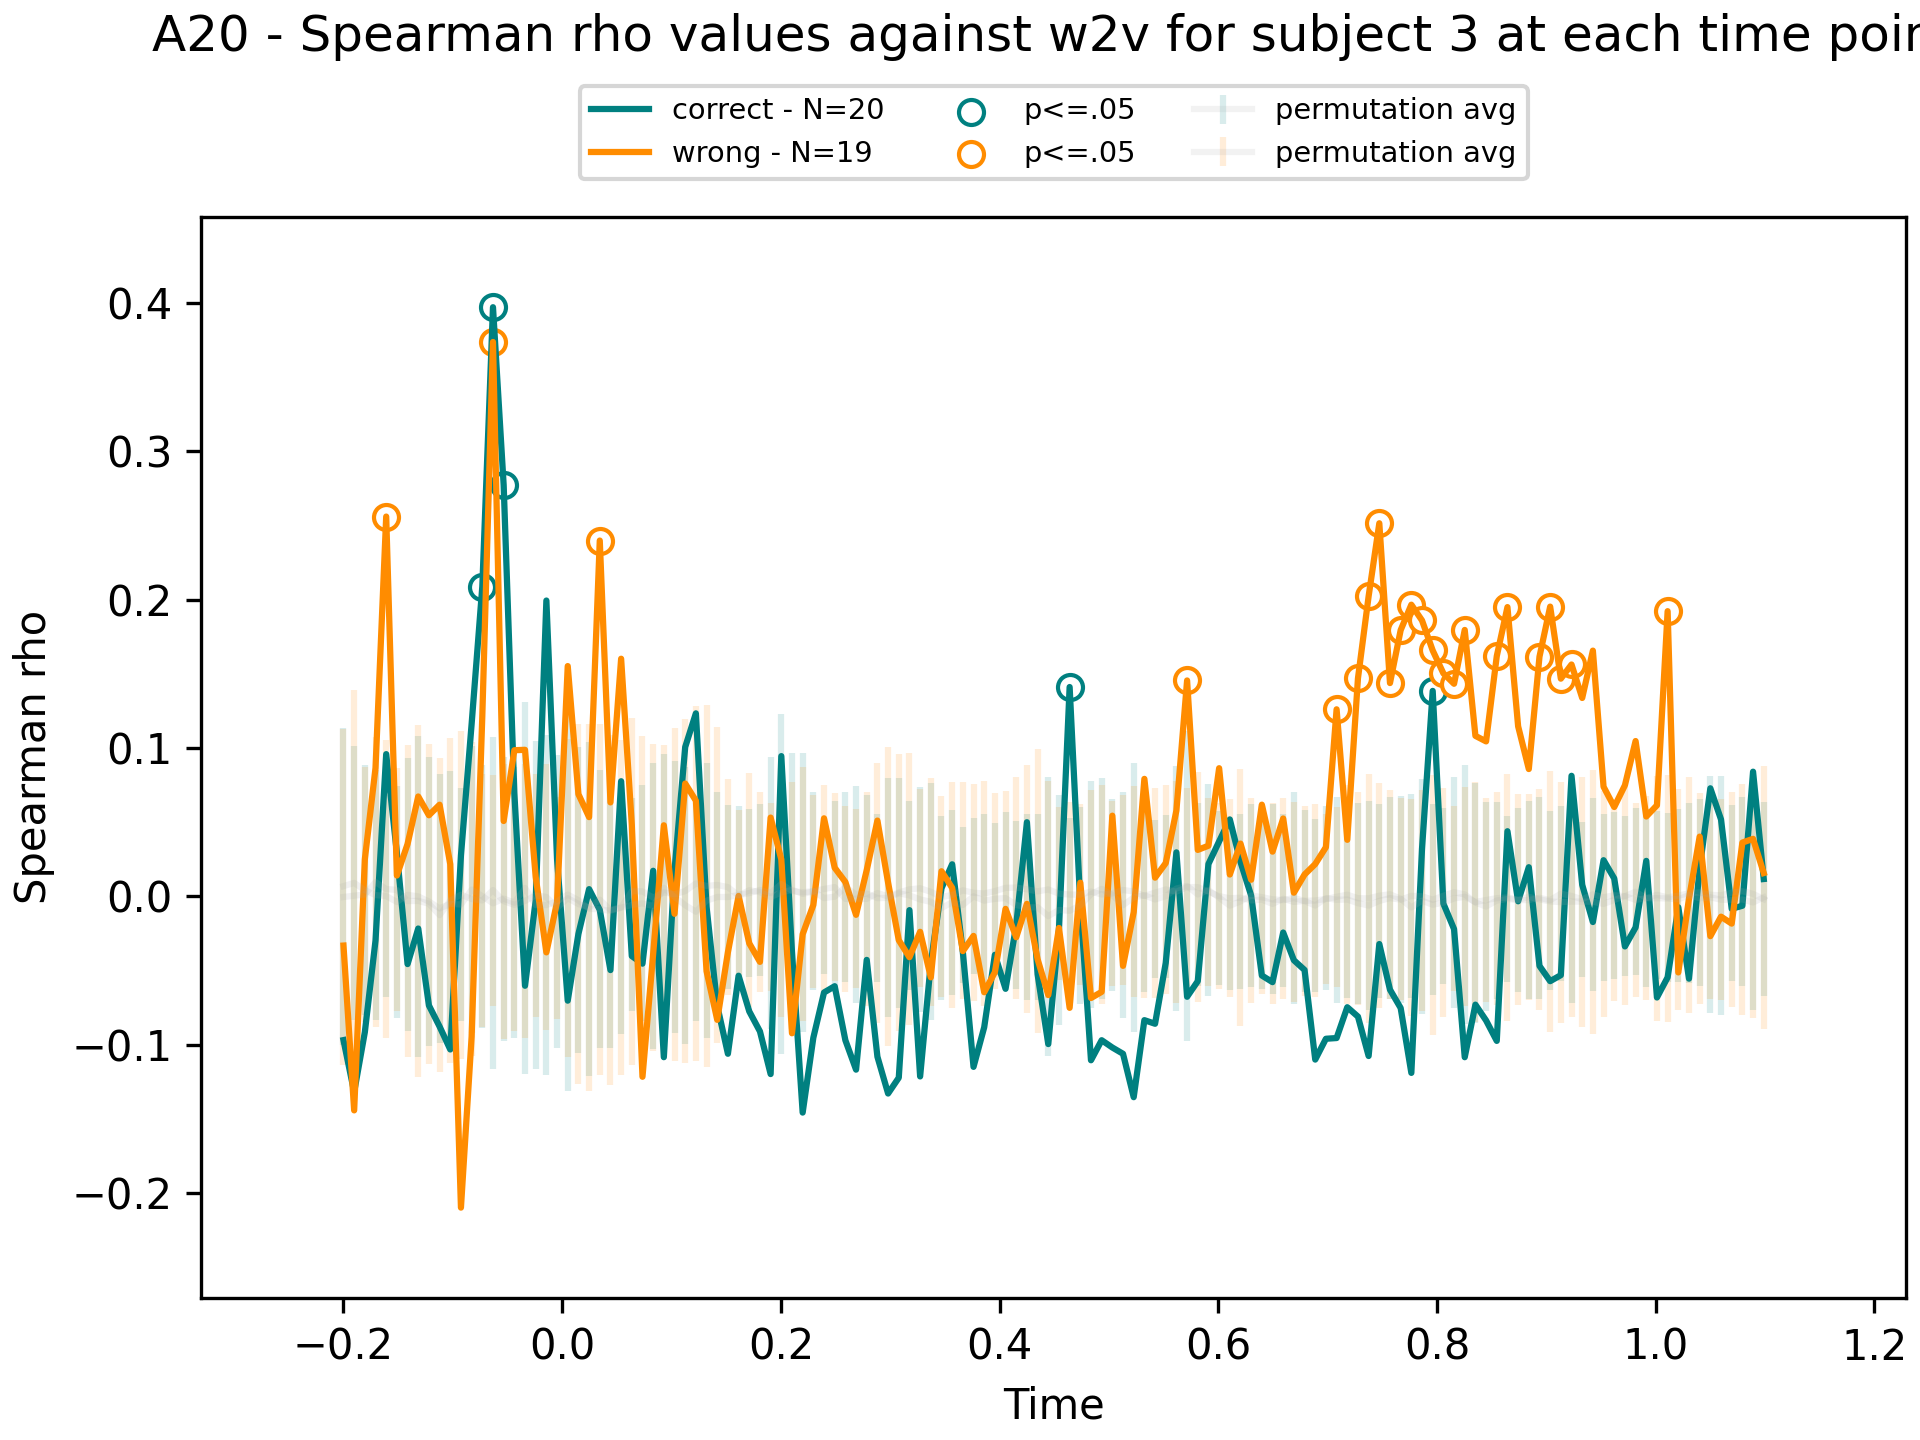 A20 - Spearman rho values against w2v for subject 3 at each time poin
correct - N=20 p<=.05 permutation avg
wrong - N=19 p<=.05 permutation avg
Spearman rho
0.4
0.3
0.2
0.1
0.0
−0.1
−0.2
−0.2 0.0 0.2 0.4 0.6 0.8 1.0 1.2
Time